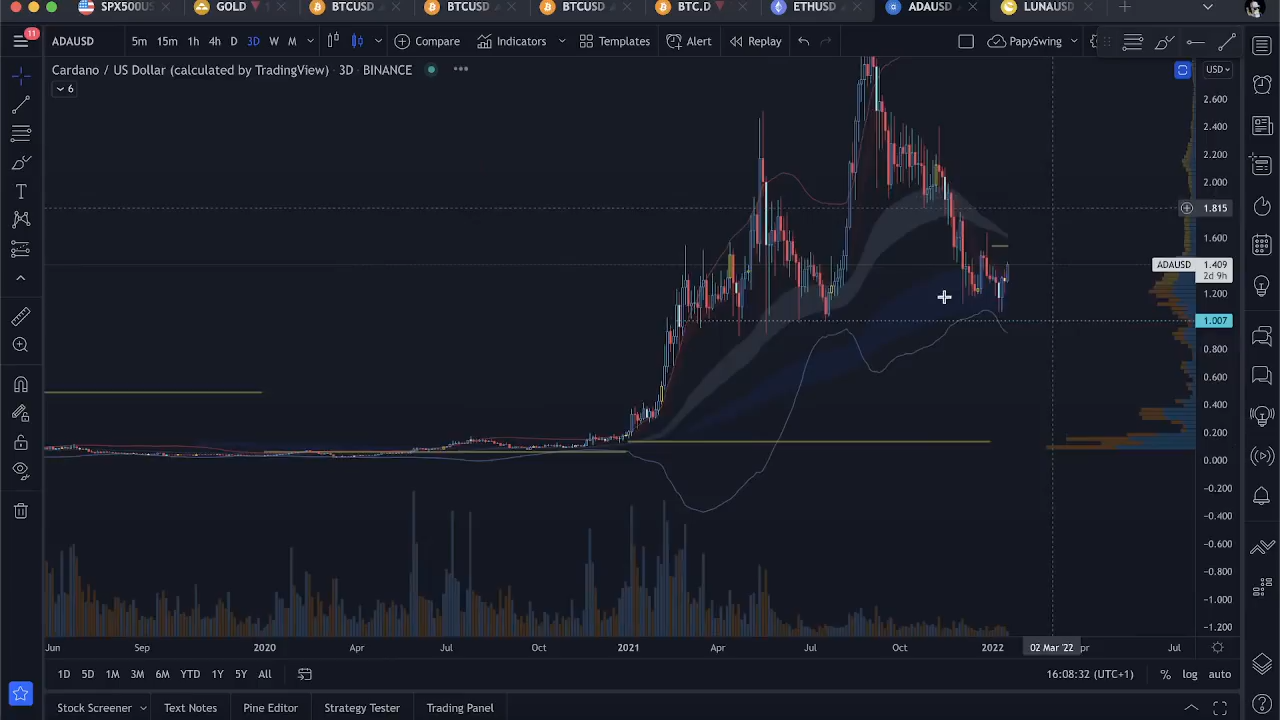 SPX500US GOLD 1 BTCUSD BTCUSD BTCUSD BTC.D ETHUSD ADAUSD LUNAUSD
11
ADAUSD 5m 15m 1h 4h D 3D W M Compare Indicators Templates Alert Replay PapySwing
Cardano / US Dollar (calculated by TradingView) 3D BINANCE
USD
6
2.600
2.400
2.200
2.000
1.815
1.600
ADAUSD 1.409
2d 9h
1.200
1.007
0.800
0.600
0.400
0.200
0.000
−0.200
−0.400
−0.600
−0.800
−1.000
−1.200
Jun Sep 2020 Apr Jul Oct 2021 Apr Jul Oct 2022 02 Mar '22 pr Jul
1D 5D 1M 3M 6M YTD 1Y 5Y All 16:08:32 (UTC+1) % log auto
Stock Screener Text Notes Pine Editor Strategy Tester Trading Panel